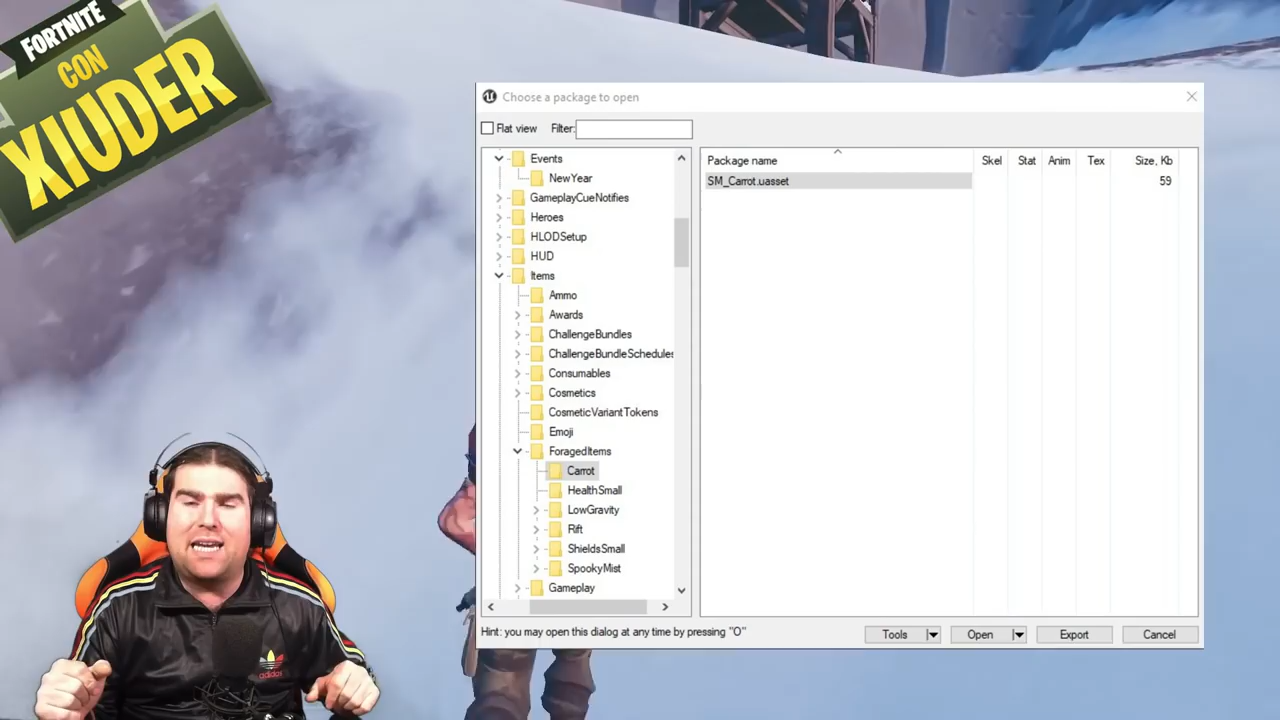 FORTNITE
CON
XIUDER
Choose a package to open
Flat view
Filter:
Package name
Skel
Stat
Anim
Tex
Size, Kb
SM_Carrot.uasset
59
Events
NewYear
GameplayCueNotifies
Heroes
HLODSetup
HUD
Items
Ammo
Awards
ChallengeBundles
ChallengeBundleSchedules
Consumables
Cosmetics
CosmeticVariantTokens
Emoji
ForagedItems
Carrot
HealthSmall
LowGravity
Rift
ShieldsSmall
SpookyMist
Gameplay
Hint: you may open this dialog at any time by pressing "O"
Tools
Open
Export
Cancel
adidas